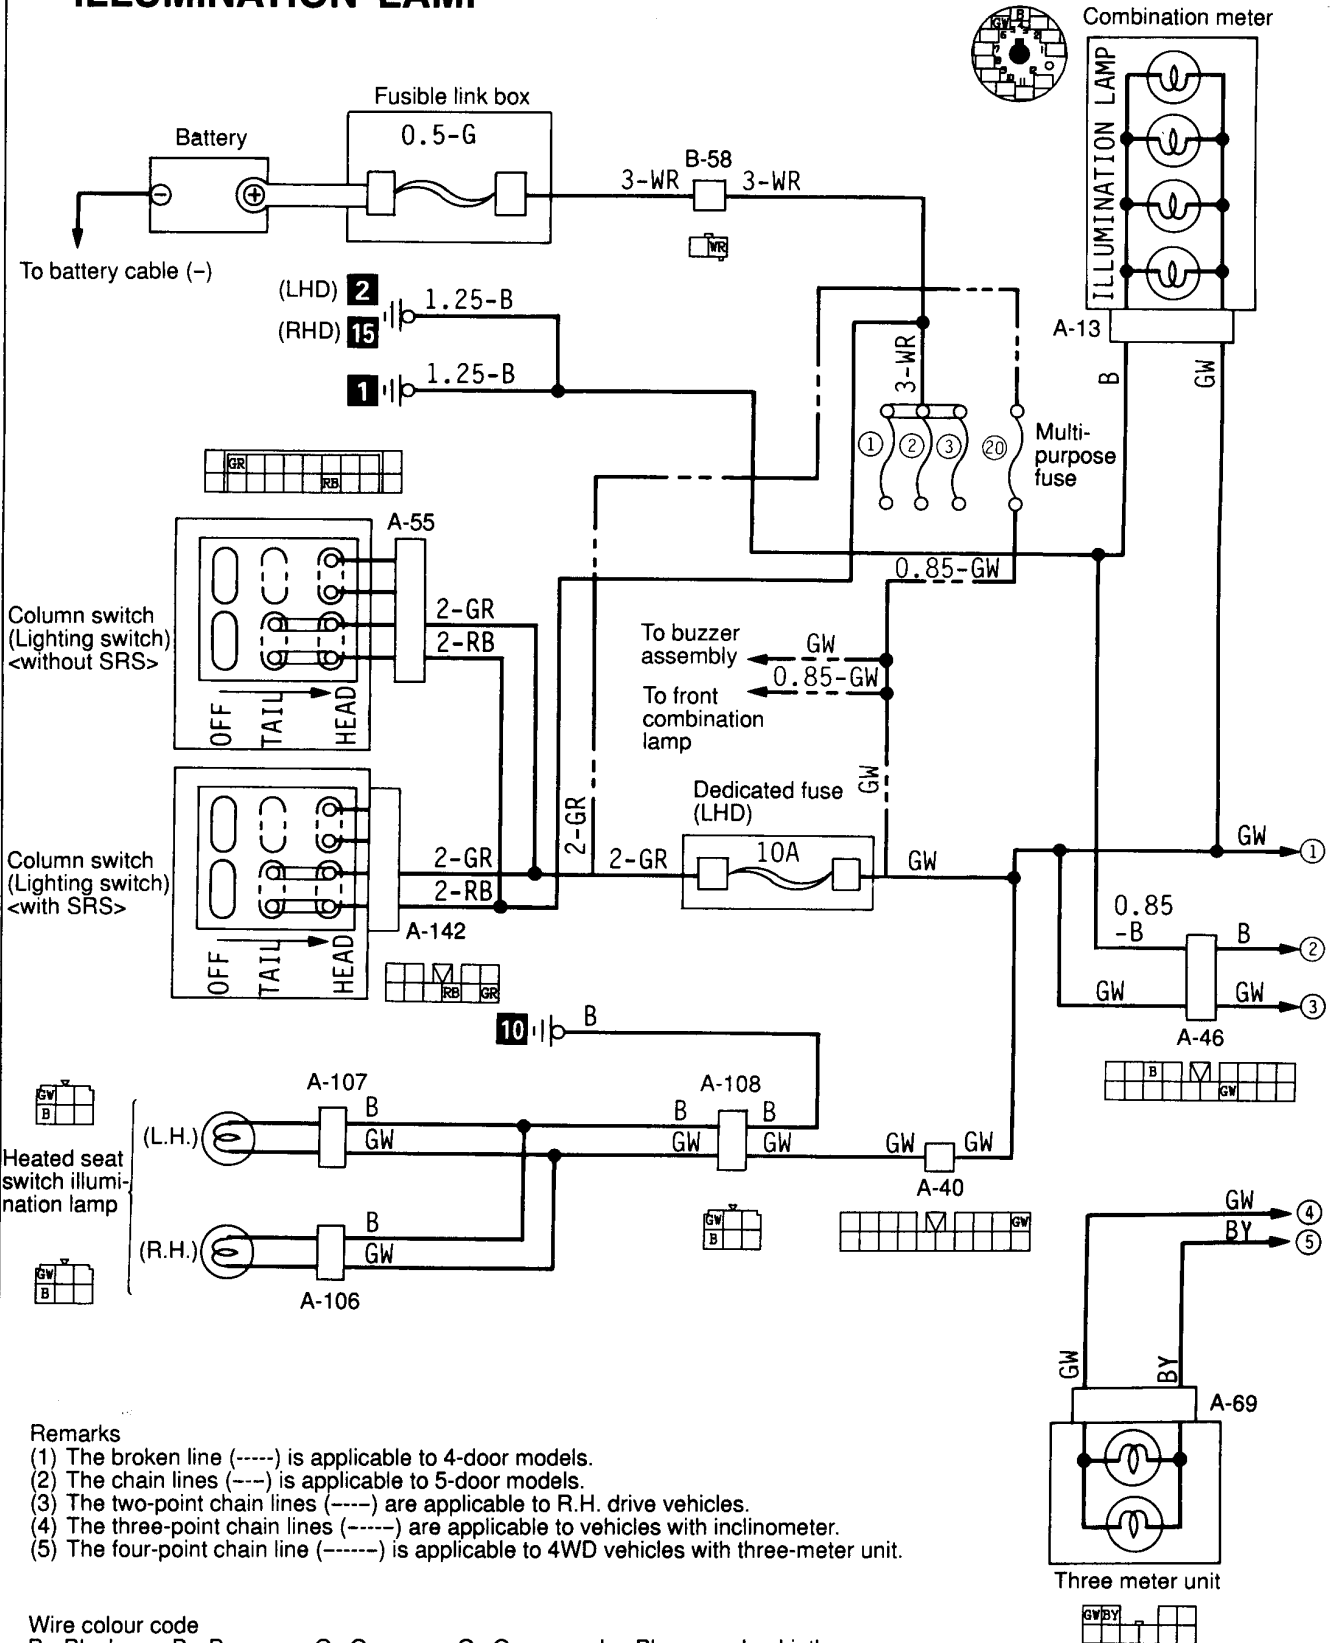 Combination meter
ILLUMINATION LAMP
Fusible link box
0.5-G
Battery
B-58
3-WR
3-WR
WR
To battery cable (–)
(LHD) 2
1.25-B
(RHD) 15
1
1.25-B
A-13
B
GW
3-WR
1
2
3
20
Multi-
purpose
fuse
GR
RB
A-55
0.85-GW
Column switch
(Lighting switch)
<without SRS>
2-GR
2-RB
OFF
TAIL
HEAD
To buzzer
assembly
GW
0.85-GW
To front
combination
lamp
GW
Dedicated fuse
(LHD)
10A
2-GR
Column switch
(Lighting switch)
<with SRS>
2-GR
2-RB
2-GR
GW
GW
1
OFF
TAIL
HEAD
A-142
RB
GR
0.85
-B
B
2
GW
GW
3
A-46
B
GW
10
B
GW
B
A-107
A-108
(L.H.)
B
GW
B
GW
B
GW
GW
GW
A-40
Heated seat
switch illumi-
nation lamp
GW
B
GW
(R.H.)
B
GW
A-106
GW
B
GW
4
BY
5
GW
BY
A-69
Three meter unit
GW
BY
Remarks
(1) The broken line (-----) is applicable to 4-door models.
(2) The chain lines (–-–) is applicable to 5-door models.
(3) The two-point chain lines (–--–) are applicable to R.H. drive vehicles.
(4) The three-point chain lines (–---–) are applicable to vehicles with inclinometer.
(5) The four-point chain line (–----–) is applicable to 4WD vehicles with three-meter unit.
Wire colour code